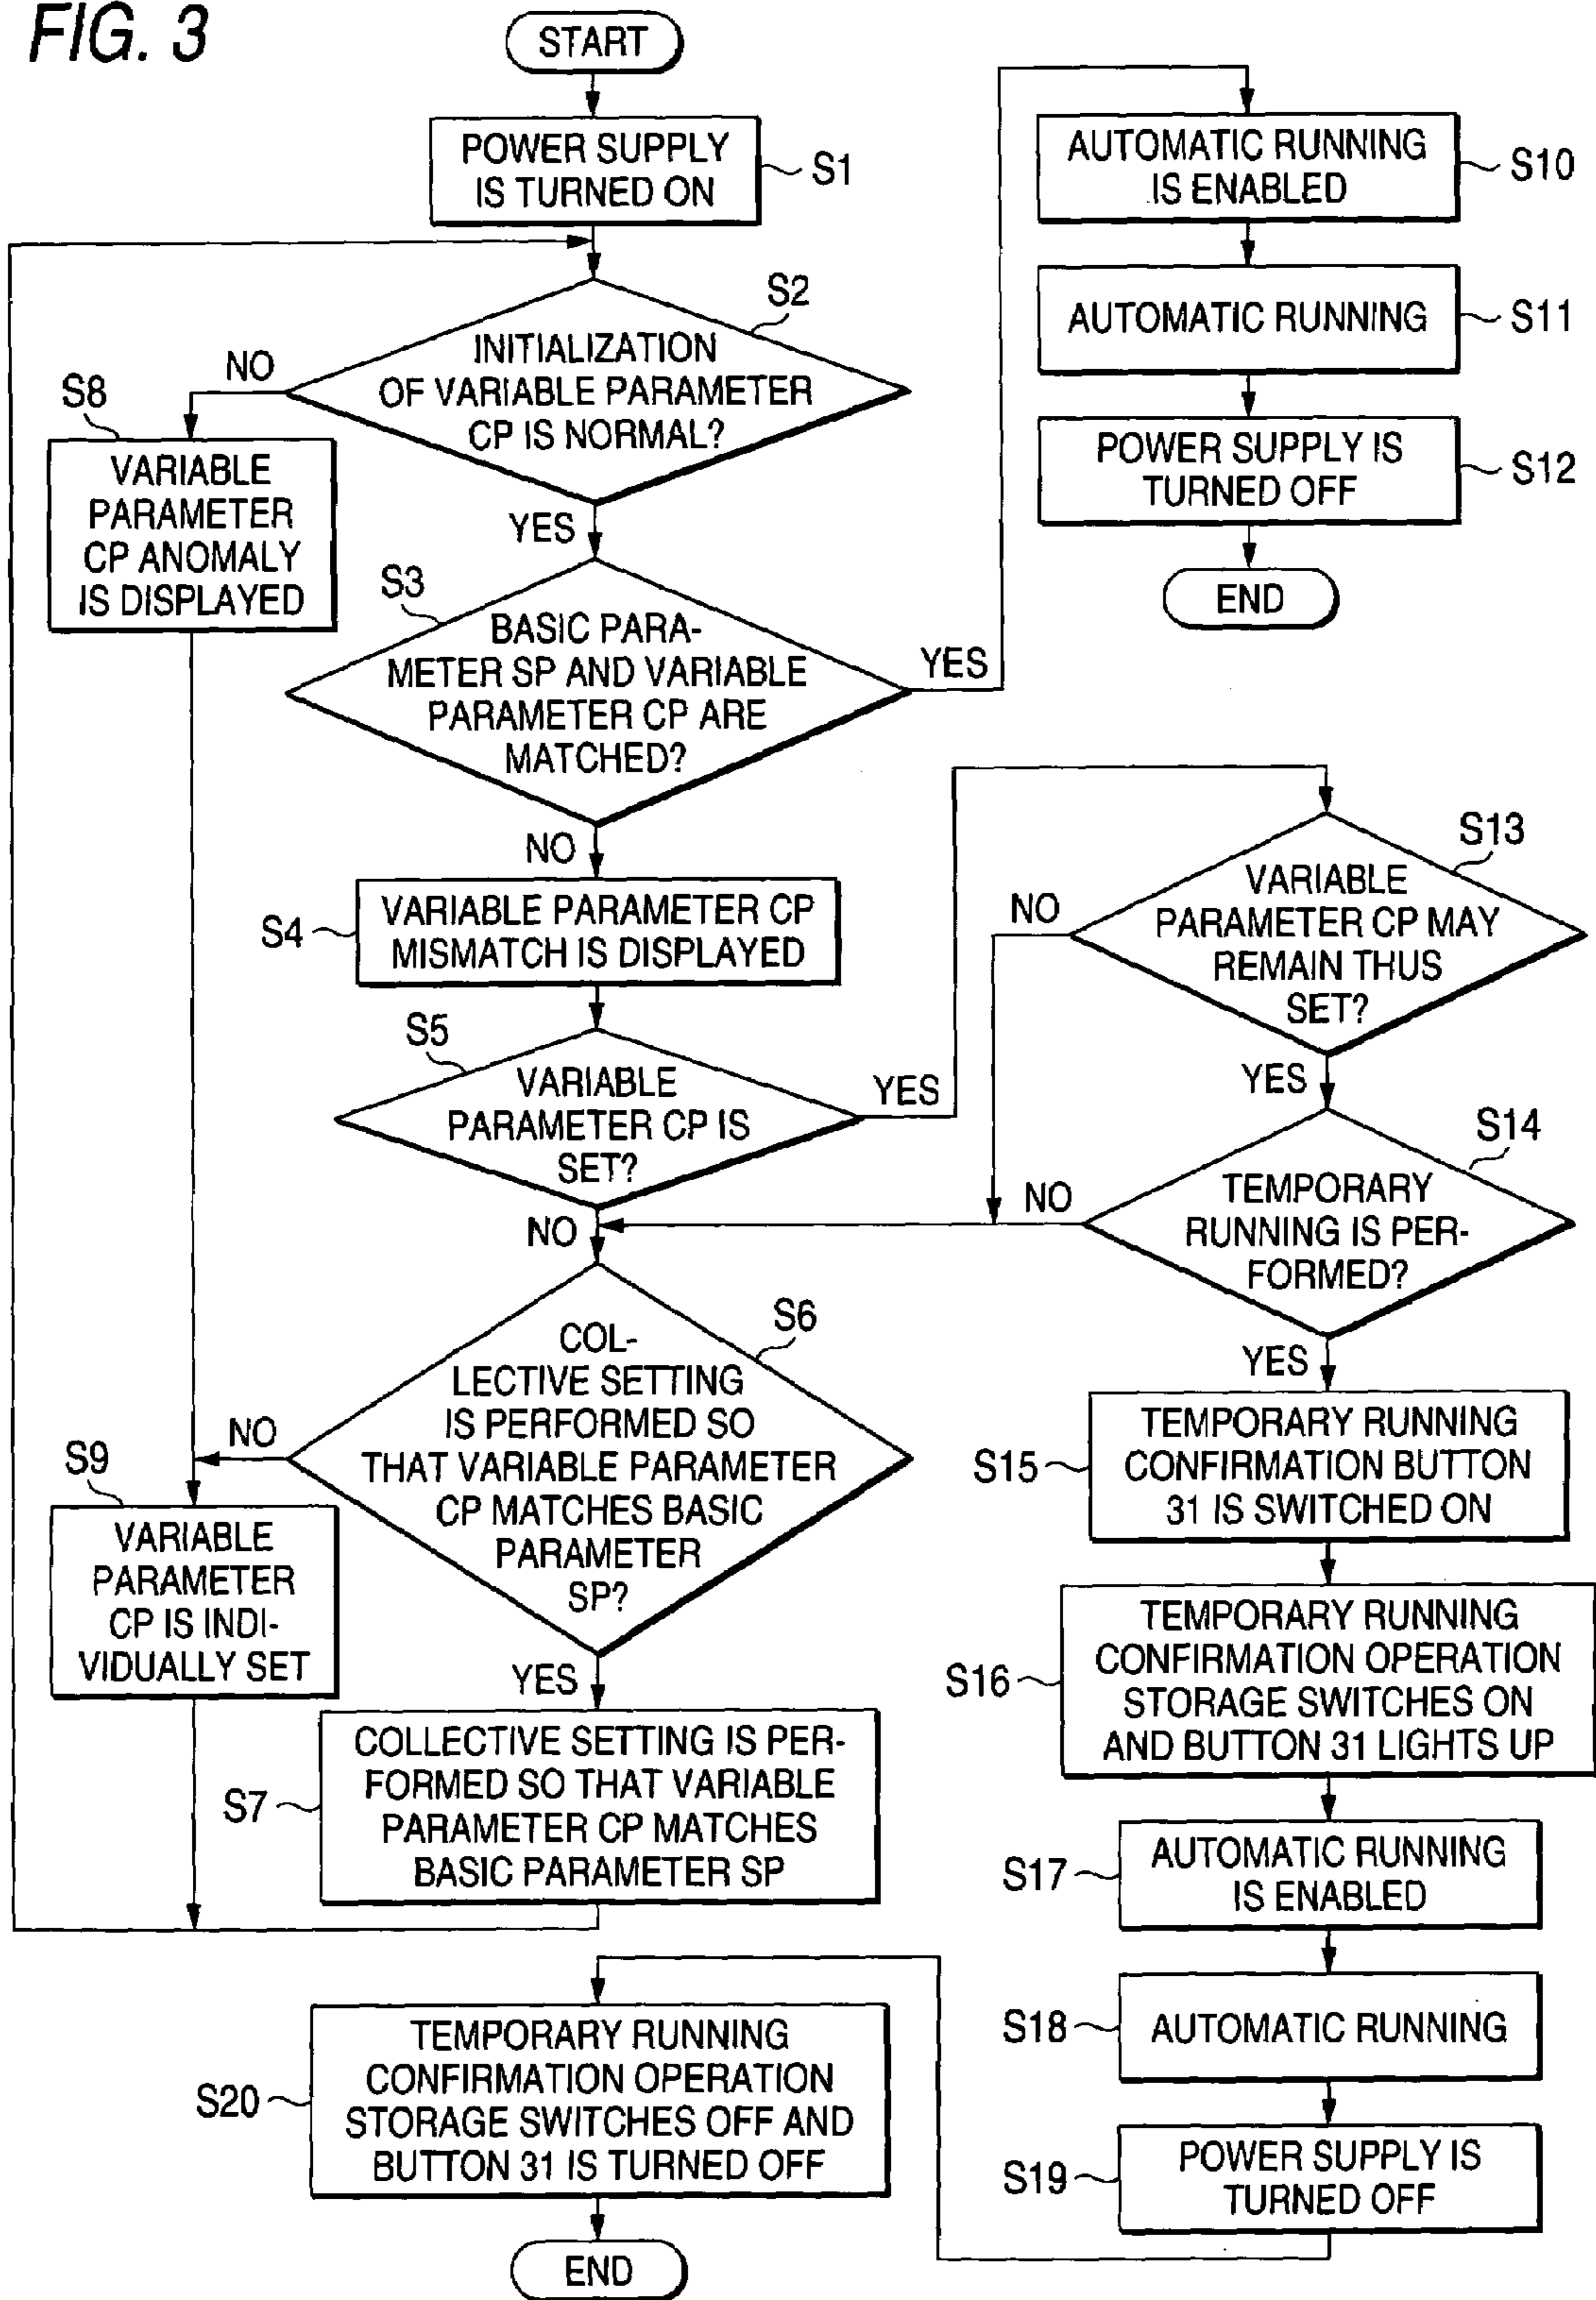 FIG. 3
START
POWER SUPPLY
IS TURNED ON
S1
S2
INITIALIZATION
OF VARIABLE PARAMETER
CP IS NORMAL?
NO
YES
S8
VARIABLE
PARAMETER
CP ANOMALY
IS DISPLAYED
S3
BASIC PARA-
METER SP AND VARIABLE
PARAMETER CP ARE
MATCHED?
YES
NO
S4
VARIABLE PARAMETER CP
MISMATCH IS DISPLAYED
S5
VARIABLE
PARAMETER CP IS
SET?
YES
NO
S6
COL-
LECTIVE SETTING
IS PERFORMED SO
THAT VARIABLE PARAMETER
CP MATCHES BASIC
PARAMETER
SP?
NO
YES
S9
VARIABLE
PARAMETER
CP IS INDI-
VIDUALLY SET
S7
COLLECTIVE SETTING IS PER-
FORMED SO THAT VARIABLE
PARAMETER CP MATCHES
BASIC PARAMETER SP
AUTOMATIC RUNNING
IS ENABLED
S10
AUTOMATIC RUNNING
S11
POWER SUPPLY IS
TURNED OFF
S12
END
S13
VARIABLE
PARAMETER CP MAY
REMAIN THUS
SET?
NO
YES
S14
TEMPORARY
RUNNING IS PER-
FORMED?
NO
YES
S15
TEMPORARY RUNNING
CONFIRMATION BUTTON
31 IS SWITCHED ON
S16
TEMPORARY RUNNING
CONFIRMATION OPERATION
STORAGE SWITCHES ON
AND BUTTON 31 LIGHTS UP
S17
AUTOMATIC RUNNING
IS ENABLED
S18
AUTOMATIC RUNNING
S19
POWER SUPPLY IS
TURNED OFF
S20
TEMPORARY RUNNING
CONFIRMATION OPERATION
STORAGE SWITCHES OFF AND
BUTTON 31 IS TURNED OFF
END